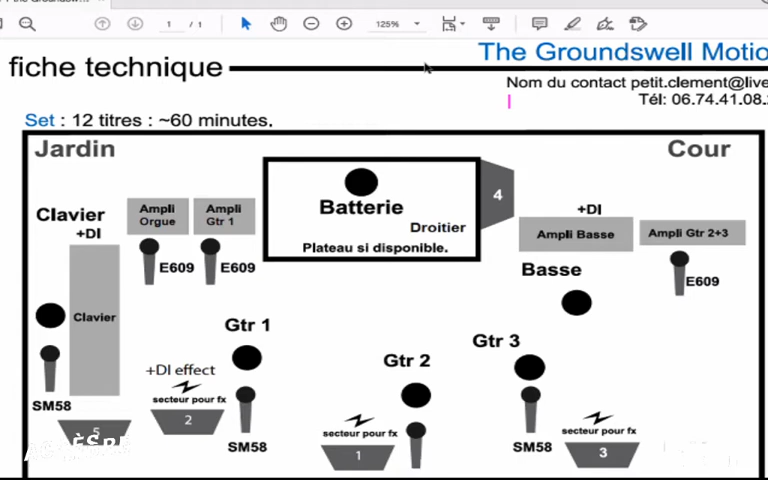 1 / 1
125%
The Groundswell Motio
fiche technique
Nom du contact petit.clement@live
Tél: 06.74.41.08.
Set : 12 titres : ~60 minutes.
Jardin
Cour
Batterie
Droitier
Plateau si disponible.
4
Clavier
+DI
Ampli
Orgue
Ampli
Gtr 1
E609
E609
+DI
Ampli Basse
Ampli Gtr 2+3
Basse
E609
Clavier
SM58
5
Gtr 1
+DI effect
secteur pour fx
2
SM58
Gtr 2
secteur pour fx
1
Gtr 3
SM58
secteur pour fx
3